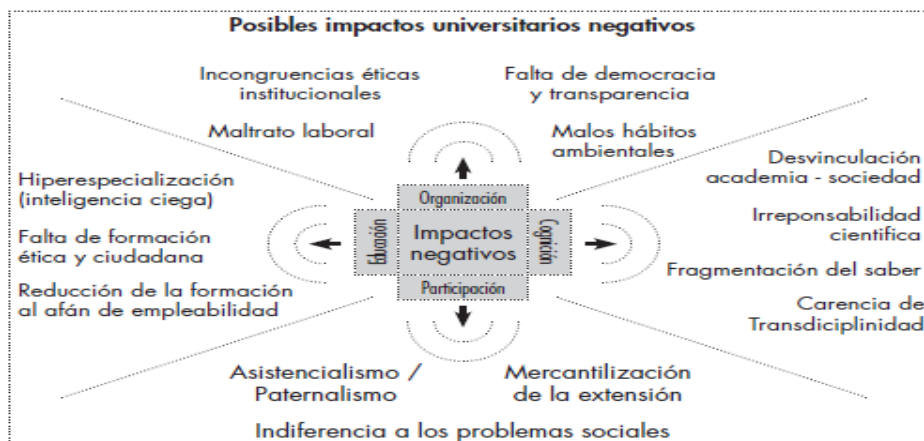 Posibles impactos universitarios negativos
Incongruencias éticas
institucionales
Falta de democracia
y transparencia
Maltrato laboral
Malos hábitos
ambientales
Hiperespecialización
(inteligencia ciega)
Falta de formación
ética y ciudadana
Reducción de la formación
al afán de empleabilidad
Organización
Educación
Impactos
negativos
Cognición
Participación
Desvinculación
academia - sociedad
Irreponsabilidad
cientifica
Fragmentación del saber
Carencia de
Transdiciplinidad
Asistencialismo /
Paternalismo
Mercantilización
de la extensión
Indiferencia a los problemas sociales